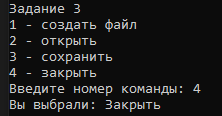 Задание 3
1 - создать файл
2 - открыть
3 - сохранить
4 - закрыть
Введите номер команды: 4
Вы выбрали: Закрыть